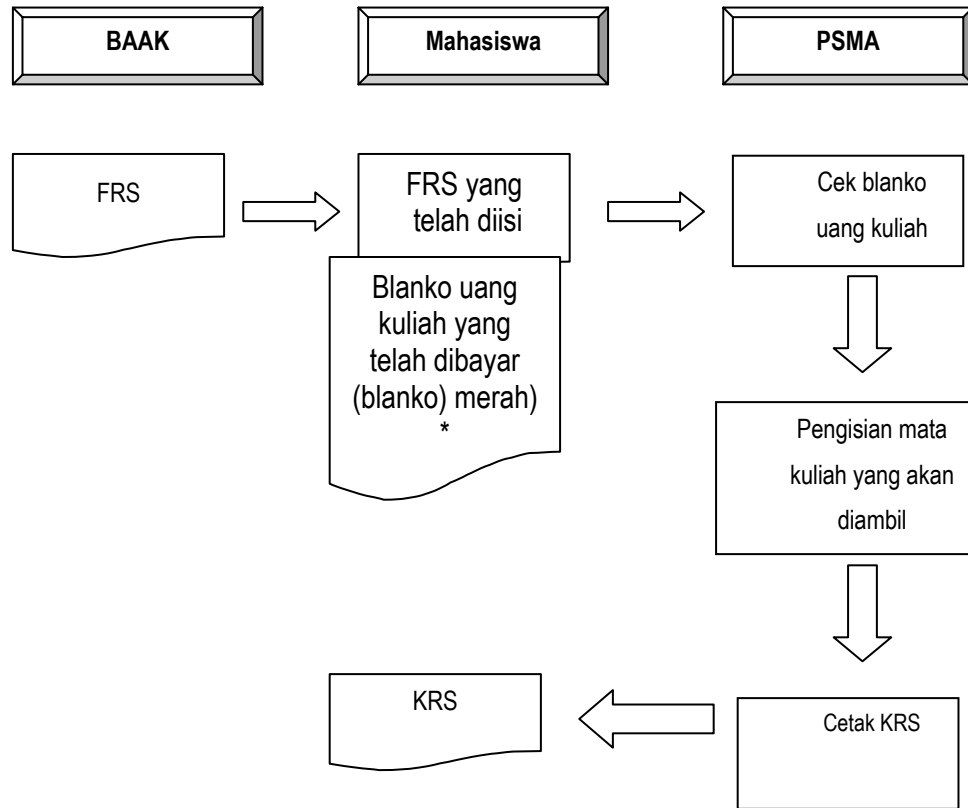 BAAK
Mahasiswa
PSMA
FRS
FRS yang
telah diisi
Cek blanko
uang kuliah
Blanko uang
kuliah yang
telah dibayar
(blanko) merah)
*
Pengisian mata
kuliah yang akan
diambil
KRS
Cetak KRS